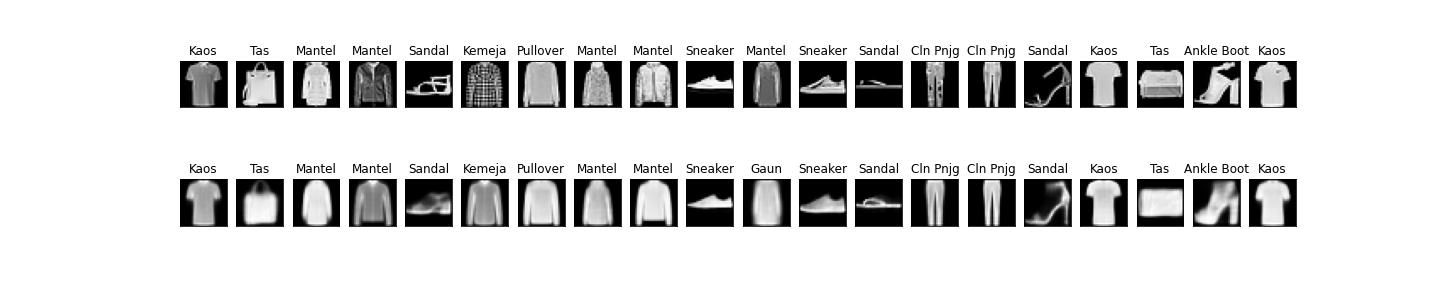 Kaos Tas Mantel Mantel Sandal Kemeja Pullover Mantel Mantel Sneaker Mantel Sneaker Sandal Cln Pnjg Cln Pnjg Sandal Kaos Tas Ankle Boot Kaos
Kaos Tas Mantel Mantel Sandal Kemeja Pullover Mantel Mantel Sneaker Gaun Sneaker Sandal Cln Pnjg Cln Pnjg Sandal Kaos Tas Ankle Boot Kaos